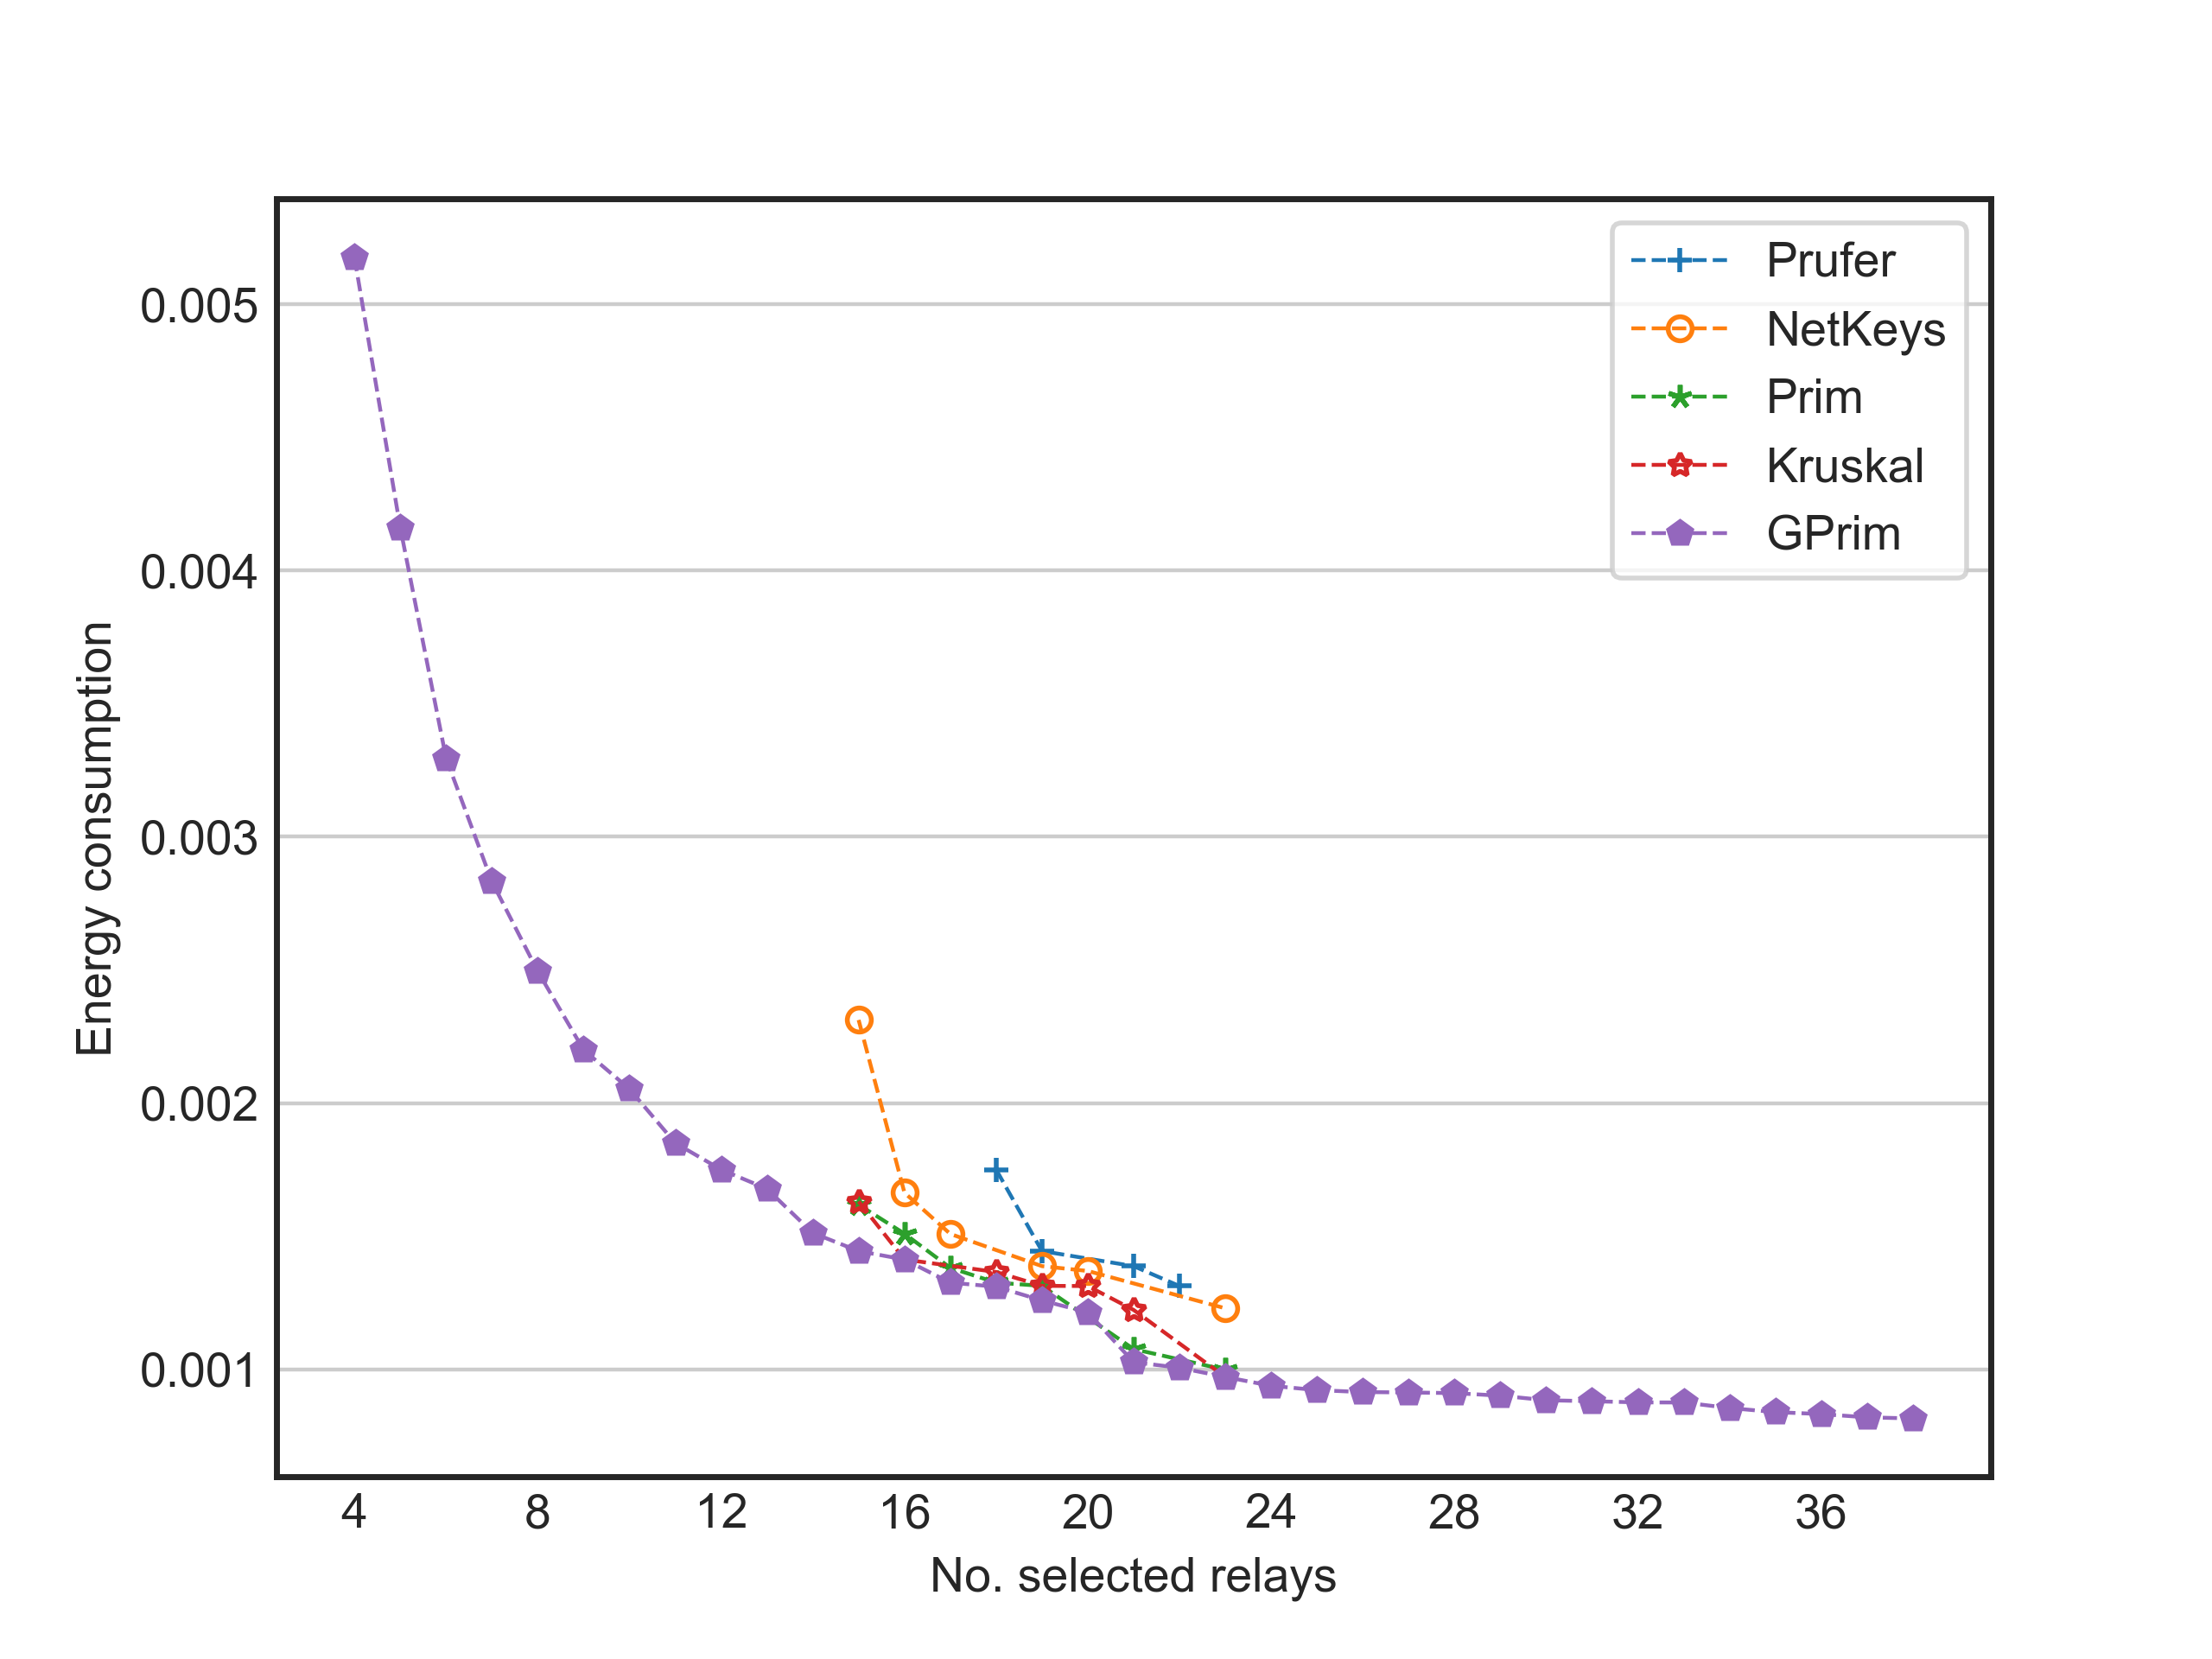 Prufer
NetKeys
Prim
Kruskal
GPrim
0.005
0.004
0.003
0.002
0.001
Energy consumption
4 8 12 16 20 24 28 32 36
No. selected relays